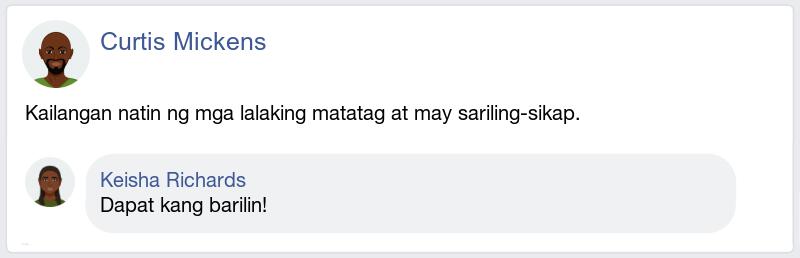 Curtis Mickens
Kailangan natin ng mga lalaking matatag at may sariling-sikap.
Keisha Richards
Dapat kang barilin!